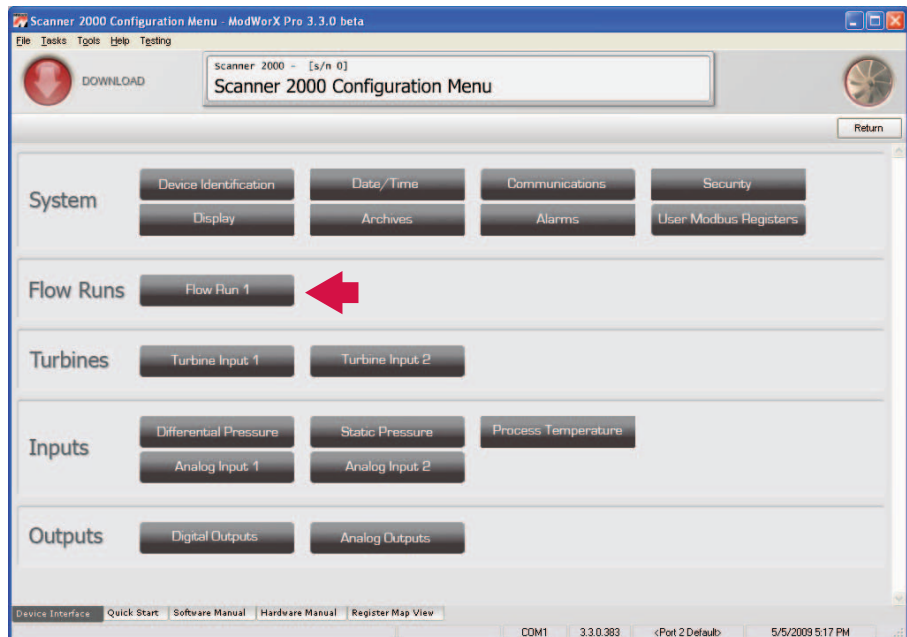 Scanner 2000 Configuration Menu - ModWorX Pro 3.3.0 beta
File Tasks Tools Help Testing
DOWNLOAD
Scanner 2000 - [s/n 0]
Scanner 2000 Configuration Menu
Return
System
Device Identification Date/Time Communications Security
Display Archives Alarms User Modbus Registers
Flow Runs Flow Run 1
Turbines Turbine Input 1 Turbine Input 2
Inputs
Differential Pressure Static Pressure Process Temperature
Analog Input 1 Analog Input 2
Outputs Digital Outputs Analog Outputs
Device Interface Quick Start Software Manual Hardware Manual Register Map View
COM1 3.3.0.383 <Port 2 Default> 5/5/2009 5:17 PM